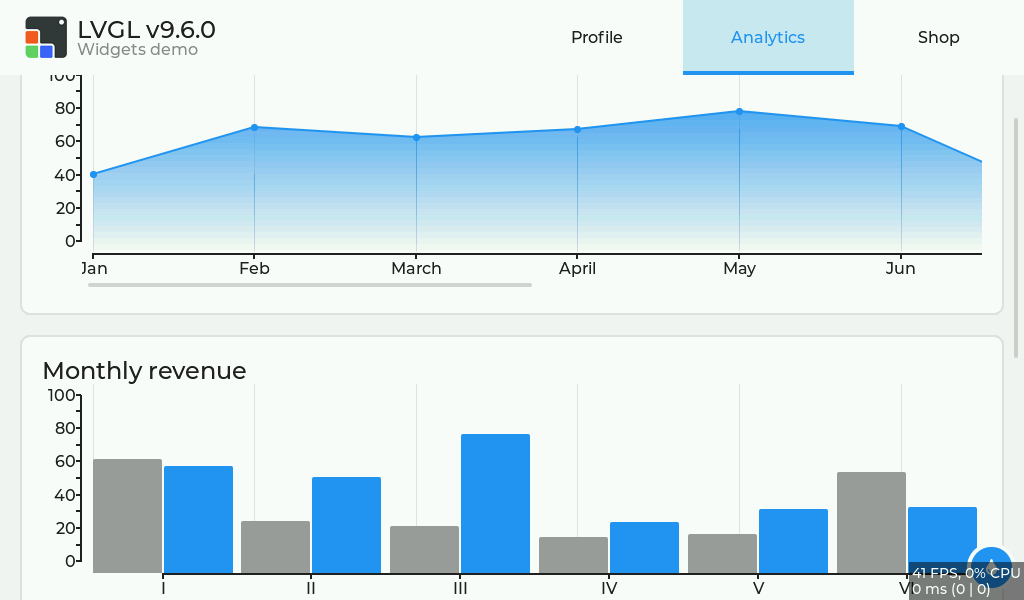 LVGL v9.6.0
Widgets demo
Profile
Analytics
Shop
100
80
60
40
20
0
Jan
Feb
March
April
May
Jun
Monthly revenue
100
80
60
40
20
0
I
II
III
IV
V
VI
41 FPS, 0% CPU
0 ms (0 | 0)